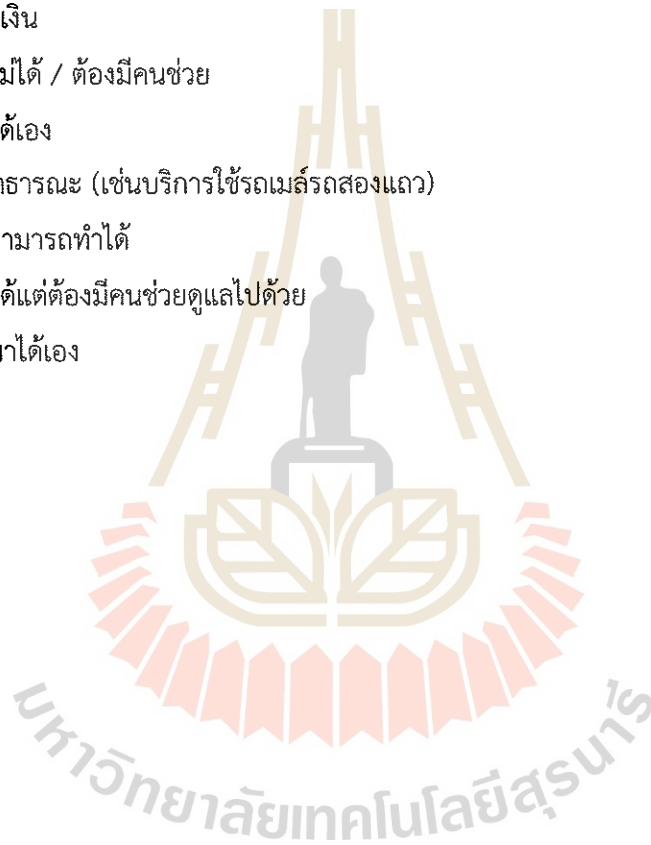 เงิน
ม่ได้ / ต้องมีคนช่วย
ด้เอง
าธารณะ (เช่นบริการใช้รถเมล์รถสองแถว)
ามารถทำได้
ด้แต่ต้องมีคนช่วยดูแลไปด้วย
มาได้เอง
มหาวิทยาลัยเทคโนโลยีสุรนารี